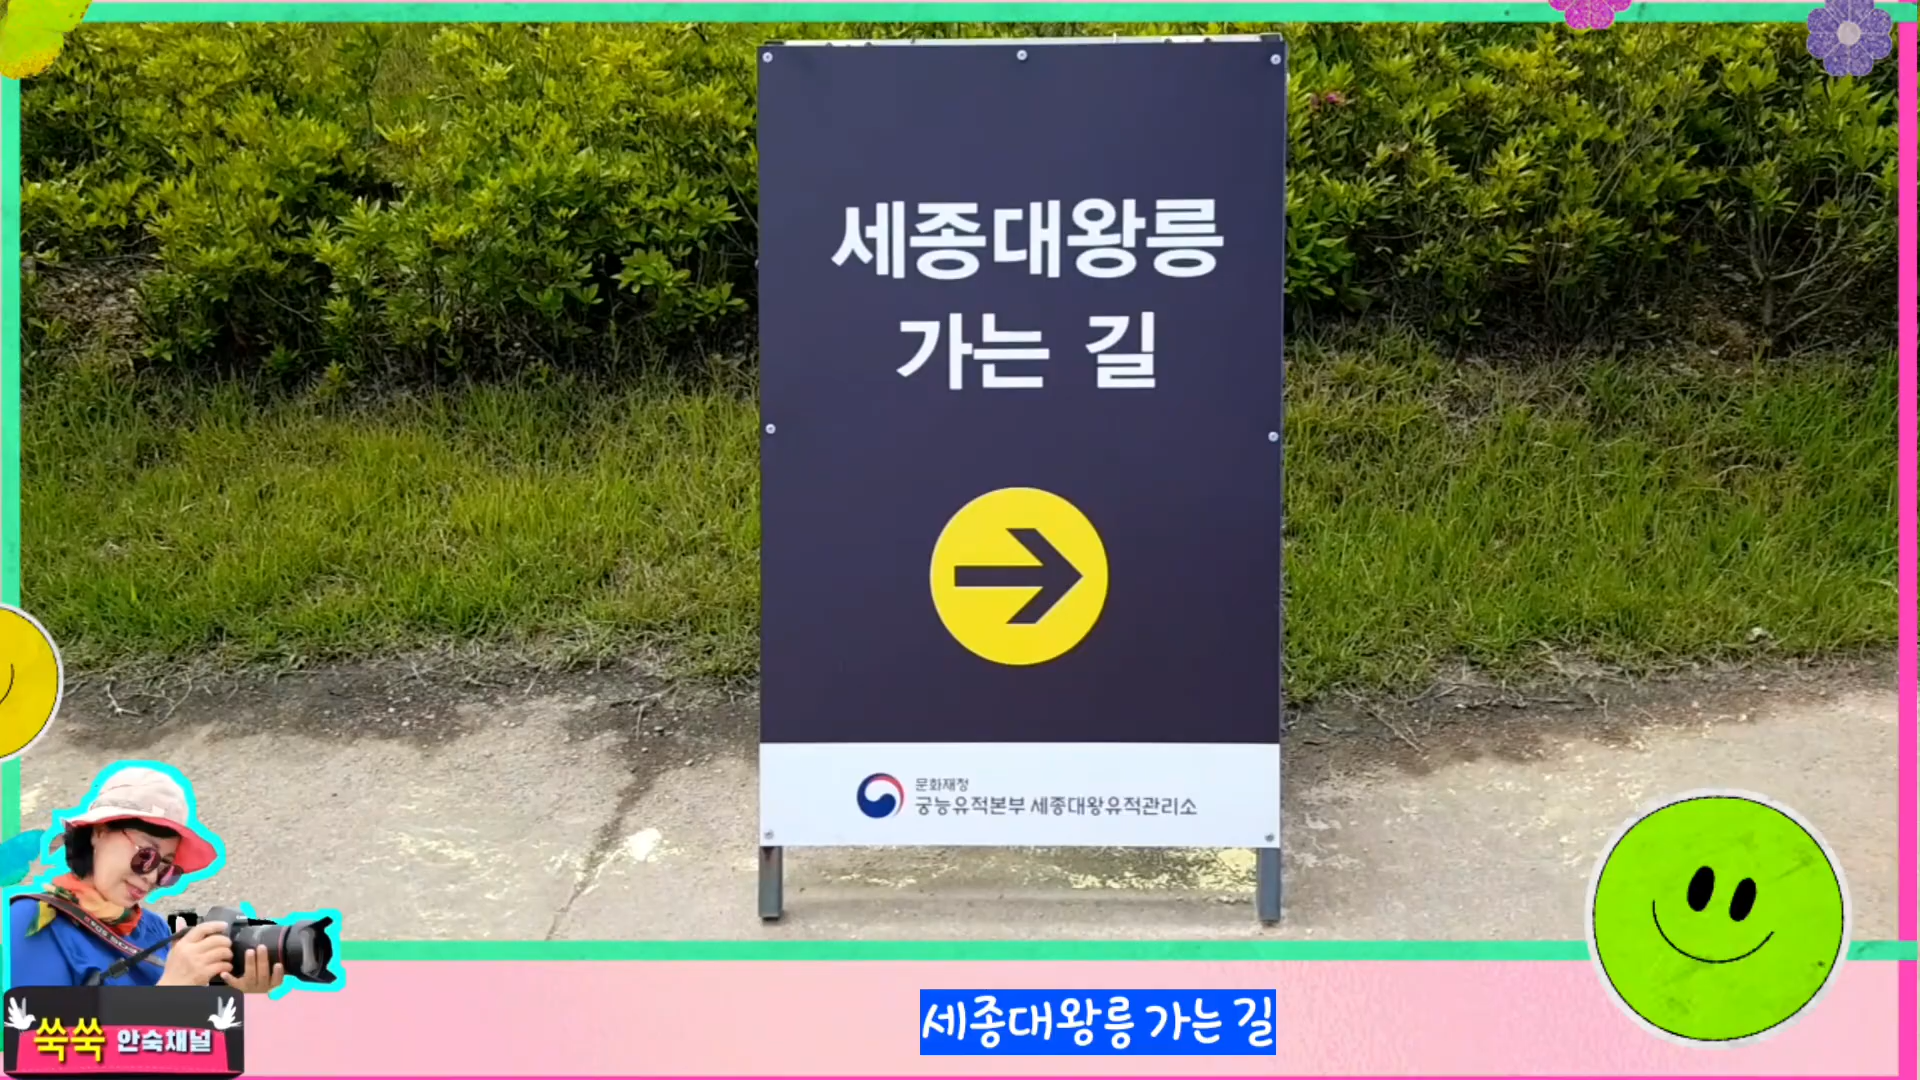 세종대왕릉
가는 길
문화재청
궁능유적본부 세종대왕유적관리소
쑥쑥 안숙채널
세종대왕릉 가는 길